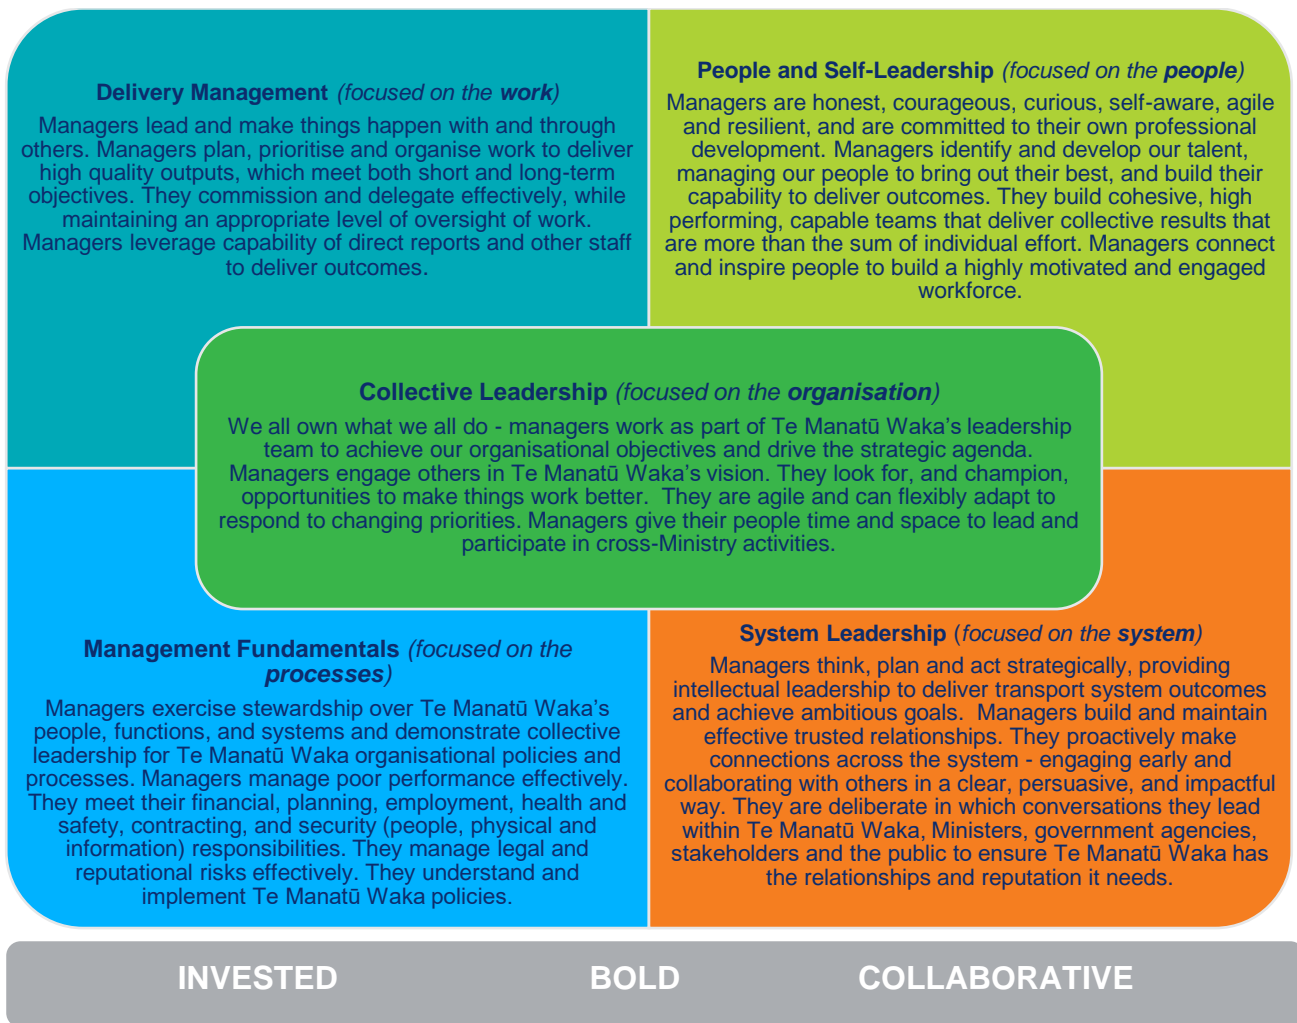 Delivery Management (focused on the work)
Managers lead and make things happen with and through
others. Managers plan, prioritise and organise work to deliver
high quality outputs, which meet both short and long-term
objectives. They commission and delegate effectively, while
maintaining an appropriate level of oversight of work.
Managers leverage capability of direct reports and other staff
to deliver outcomes.
People and Self-Leadership (focused on the people)
Managers are honest, courageous, curious, self-aware, agile
and resilient, and are committed to their own professional
development. Managers identify and develop our talent,
managing our people to bring out their best, and build their
capability to deliver outcomes. They build cohesive, high
performing, capable teams that deliver collective results that
are more than the sum of individual effort. Managers connect
and inspire people to build a highly motivated and engaged
workforce.
Collective Leadership (focused on the organisation)
We all own what we all do - managers work as part of Te Manatū Waka’s leadership
team to achieve our organisational objectives and drive the strategic agenda.
Managers engage others in Te Manatū Waka’s vision. They look for, and champion,
opportunities to make things work better.  They are agile and can flexibly adapt to
respond to changing priorities. Managers give their people time and space to lead and
participate in cross-Ministry activities.
Management Fundamentals (focused on the
processes)
Managers exercise stewardship over Te Manatū Waka’s
people, functions, and systems and demonstrate collective
leadership for Te Manatū Waka organisational policies and
processes. Managers manage poor performance effectively.
They meet their financial, planning, employment, health and
safety, contracting, and security (people, physical and
information) responsibilities. They manage legal and
reputational risks effectively. They understand and
implement Te Manatū Waka policies.
System Leadership (focused on the system)
Managers think, plan and act strategically, providing
intellectual leadership to deliver transport system outcomes
and achieve ambitious goals.  Managers build and maintain
effective trusted relationships. They proactively make
connections across the system - engaging early and
collaborating with others in a clear, persuasive, and impactful
way. They are deliberate in which conversations they lead
within Te Manatū Waka, Ministers, government agencies,
stakeholders and the public to ensure Te Manatū Waka has
the relationships and reputation it needs.
INVESTED BOLD COLLABORATIVE